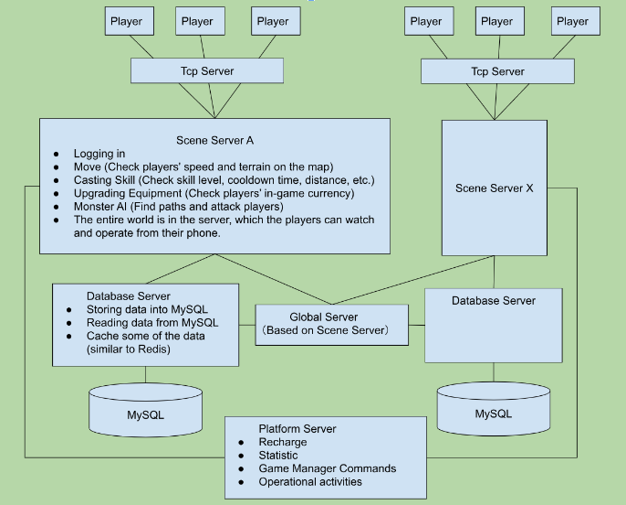 Player
Player
Player
Player
Player
Player
Tcp Server
Tcp Server
Scene Server A
● Logging in
● Move (Check players' speed and terrain on the map)
● Casting Skill (Check skill level, cooldown time, distance, etc.)
● Upgrading Equipment (Check players' in-game currency)
● Monster AI (Find paths and attack players)
● The entire world is in the server, which the players can watch
and operate from their phone.
Scene Server X
Database Server
● Storing data into MySQL
● Reading data from MySQL
● Cache some of the data
(similar to Redis)
Global Server
(Based on Scene Server)
Database Server
MySQL
MySQL
Platform Server
● Recharge
● Statistic
● Game Manager Commands
● Operational activities